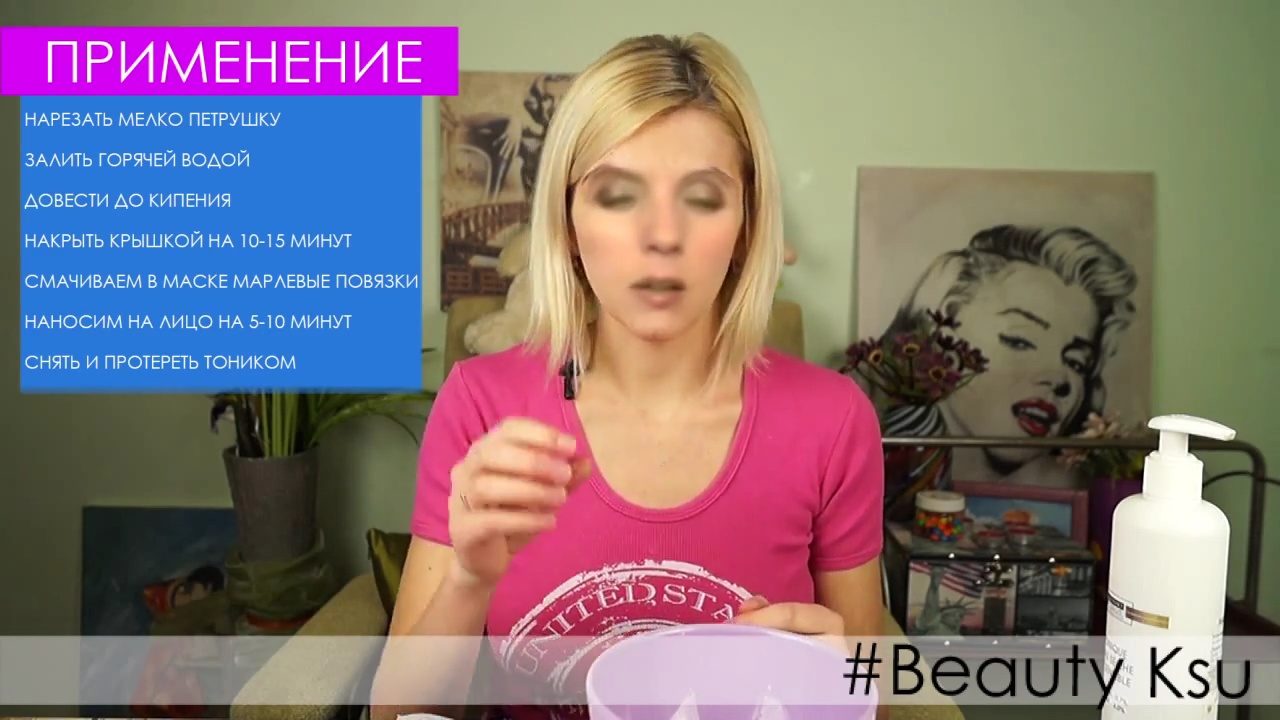 ПРИМЕНЕНИЕ
НАРЕЗАТЬ МЕЛКО ПЕТРУШКУ
ЗАЛИТЬ ГОРЯЧЕЙ ВОДОЙ
ДОВЕСТИ ДО КИПЕНИЯ
НАКРЫТЬ КРЫШКОЙ НА 10-15 МИНУТ
СМАЧИВАЕМ В МАСКЕ МАРЛЕВЫЕ ПОВЯЗКИ
НАНОСИМ НА ЛИЦО НА 5-10 МИНУТ
СНЯТЬ И ПРОТЕРЕТЬ ТОНИКОМ
UNITED STA
#Beauty Ksu